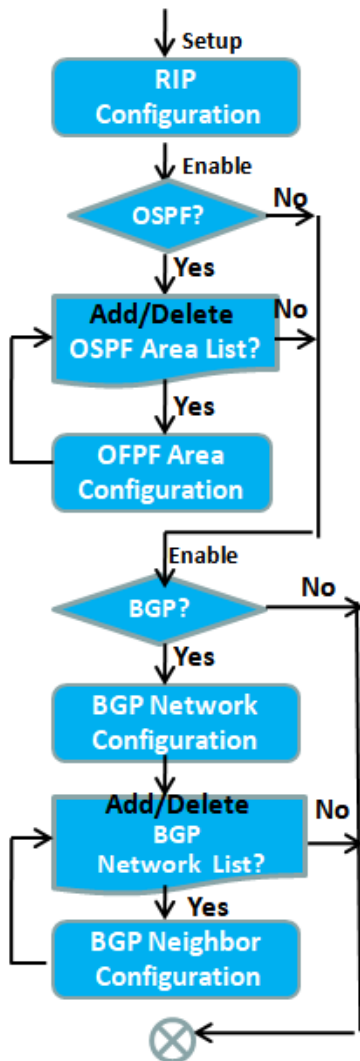 Setup
RIP
Configuration
Enable
OSPF?
No
Yes
Add/Delete
OSPF Area List?
No
Yes
OFPF Area
Configuration
Enable
BGP?
No
Yes
BGP Network
Configuration
Add/Delete
BGP
Network List?
No
Yes
BGP Neighbor
Configuration